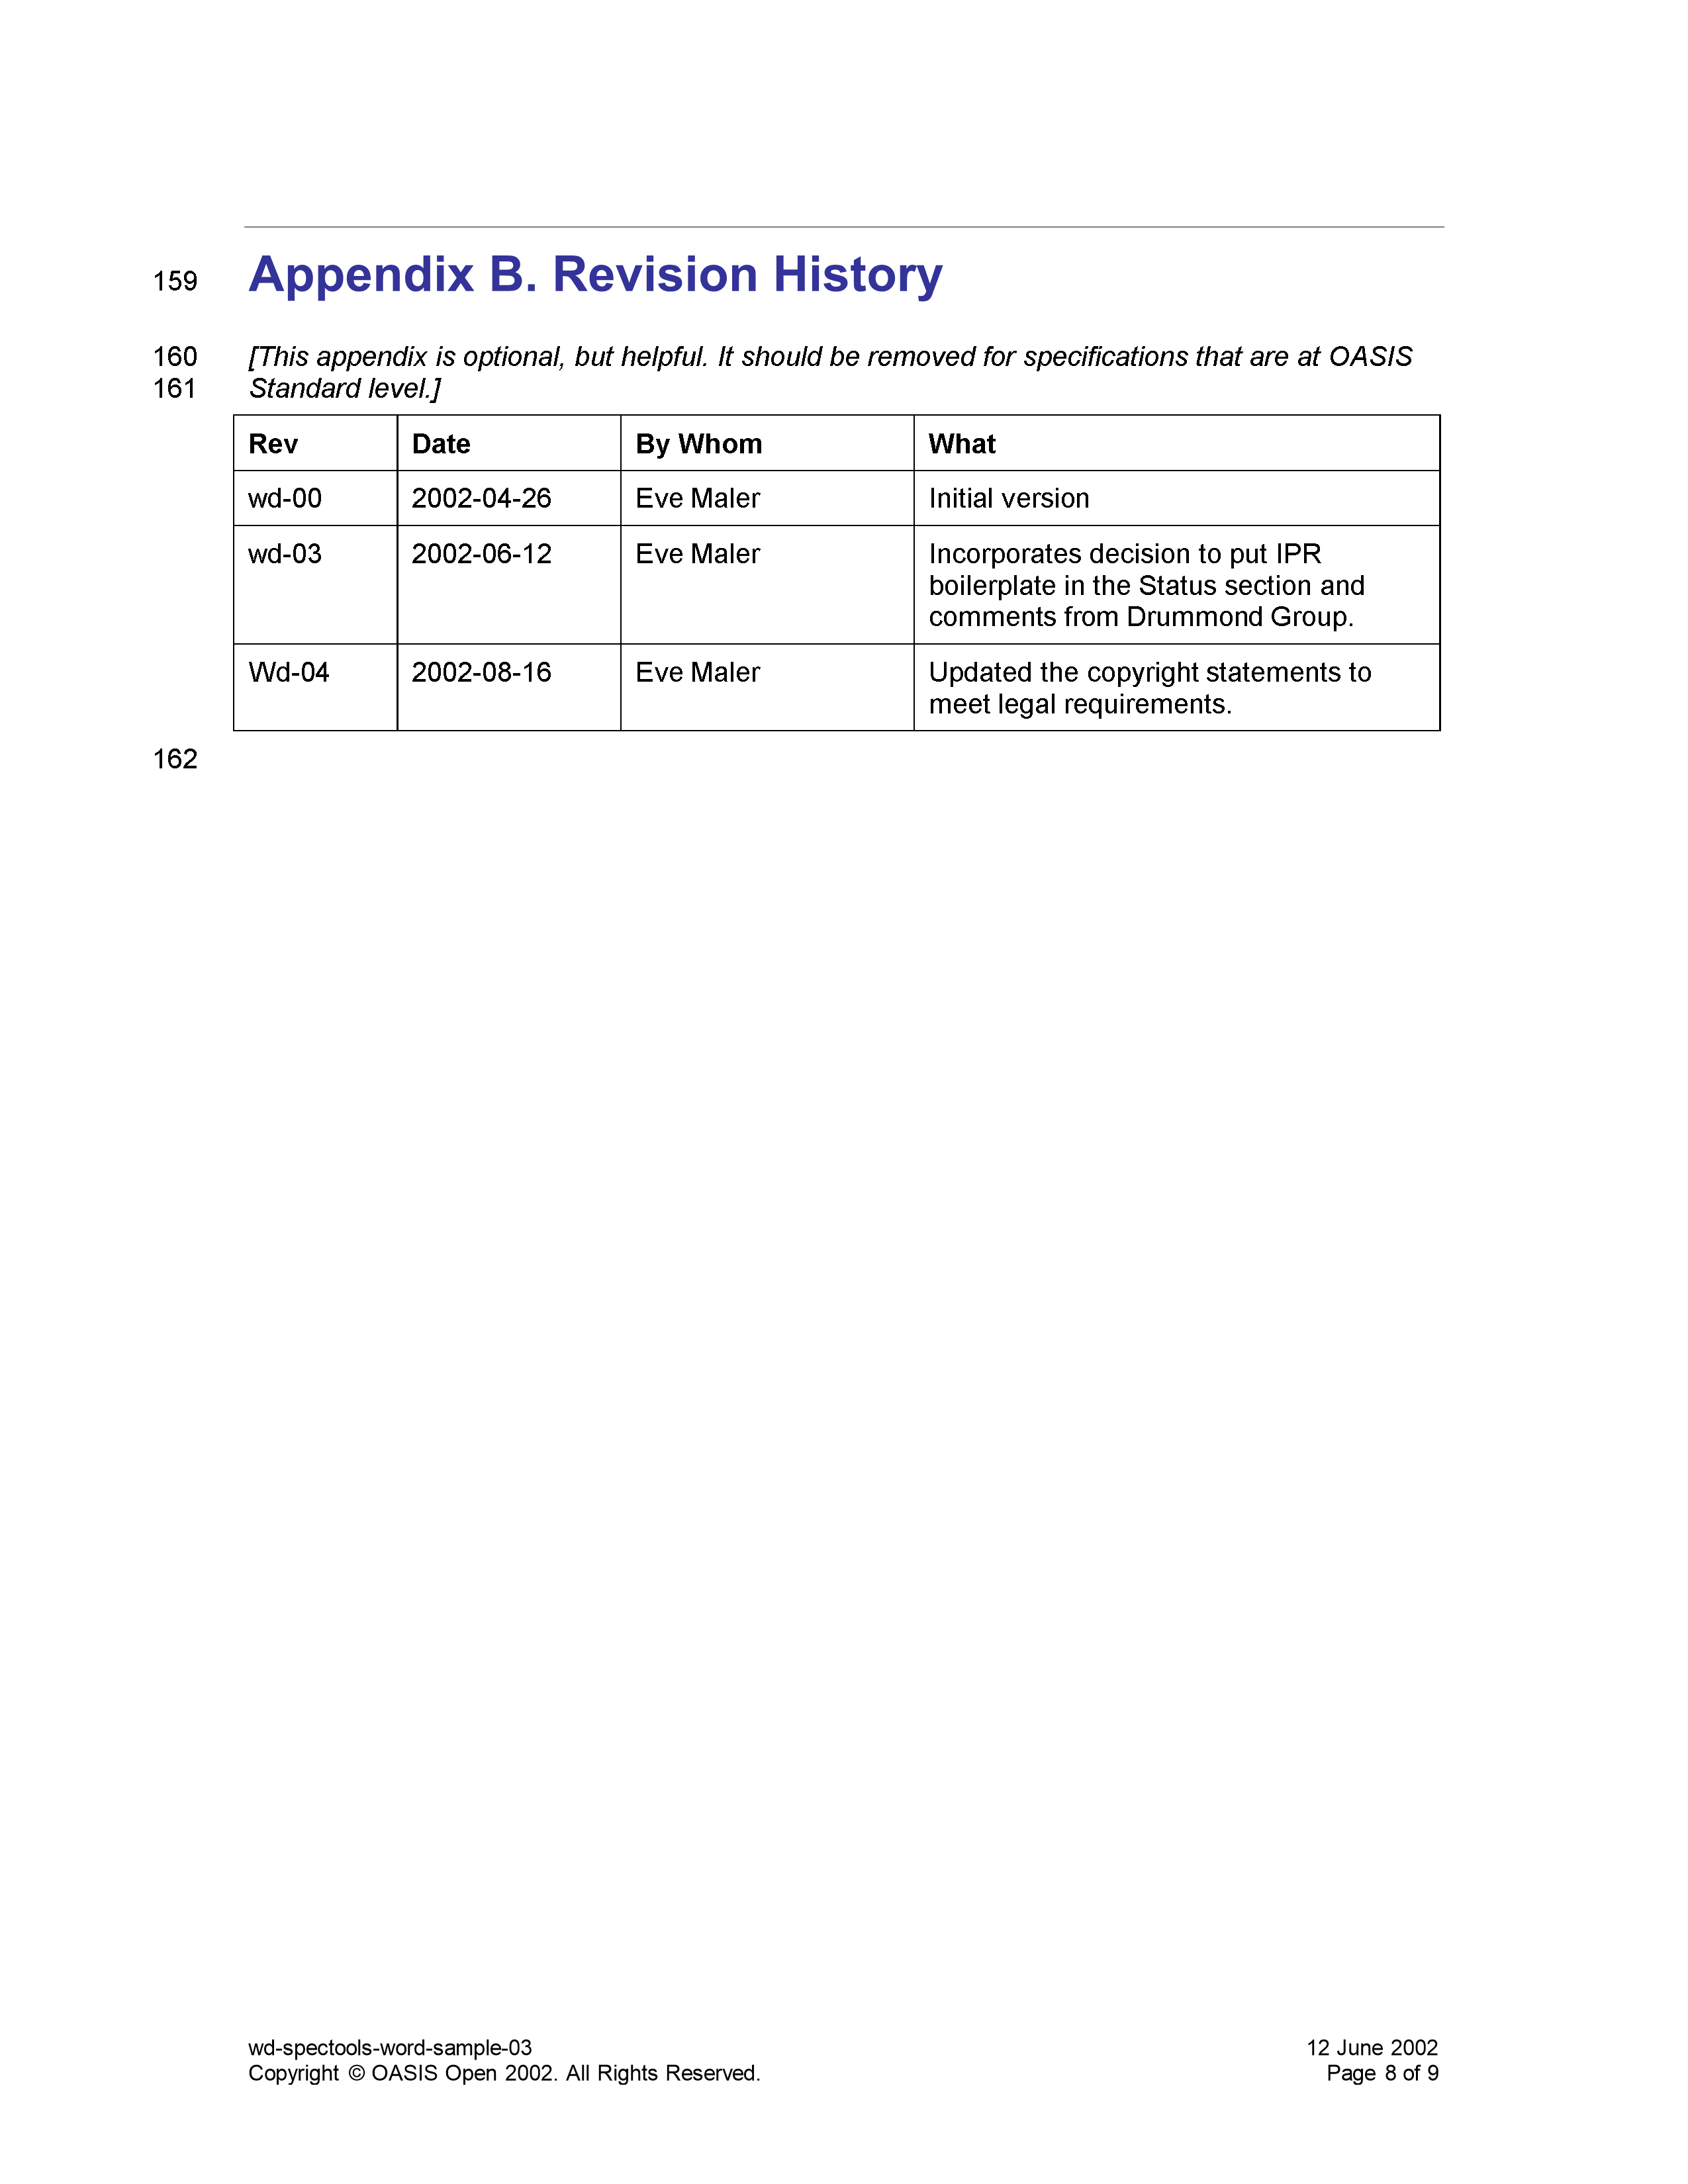 159 Appendix B. Revision History
160 [This appendix is optional, but helpful. It should be removed for specifications that are at OASIS
161 Standard level.]
Rev Date By Whom What
wd-00 2002-04-26 Eve Maler Initial version
wd-03 2002-06-12 Eve Maler Incorporates decision to put IPR
boilerplate in the Status section and
comments from Drummond Group.
Wd-04 2002-08-16 Eve Maler Updated the copyright statements to
meet legal requirements.
162
wd-spectools-word-sample-03 12 June 2002
Copyright © OASIS Open 2002. All Rights Reserved. Page 8 of 9